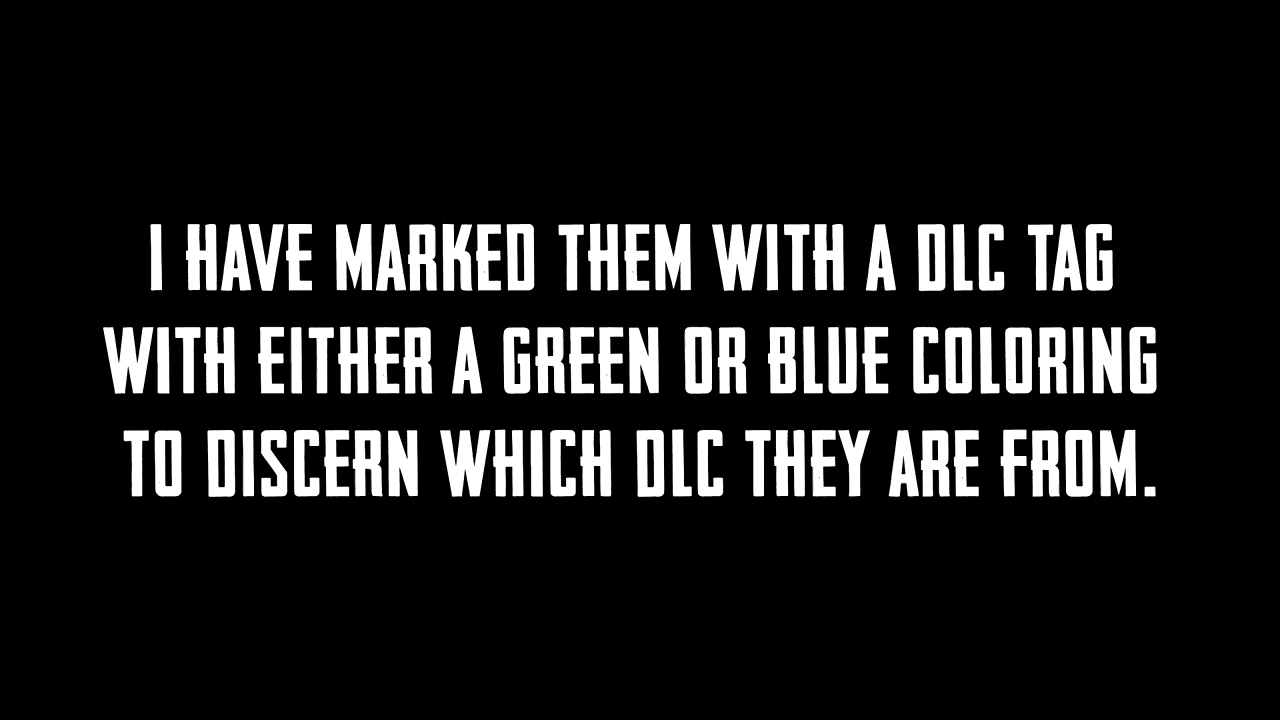 I HAVE MARKED THEM WITH A DLC TAG
WITH EITHER A GREEN OR BLUE COLORING
TO DISCERN WHICH DLC THEY ARE FROM.